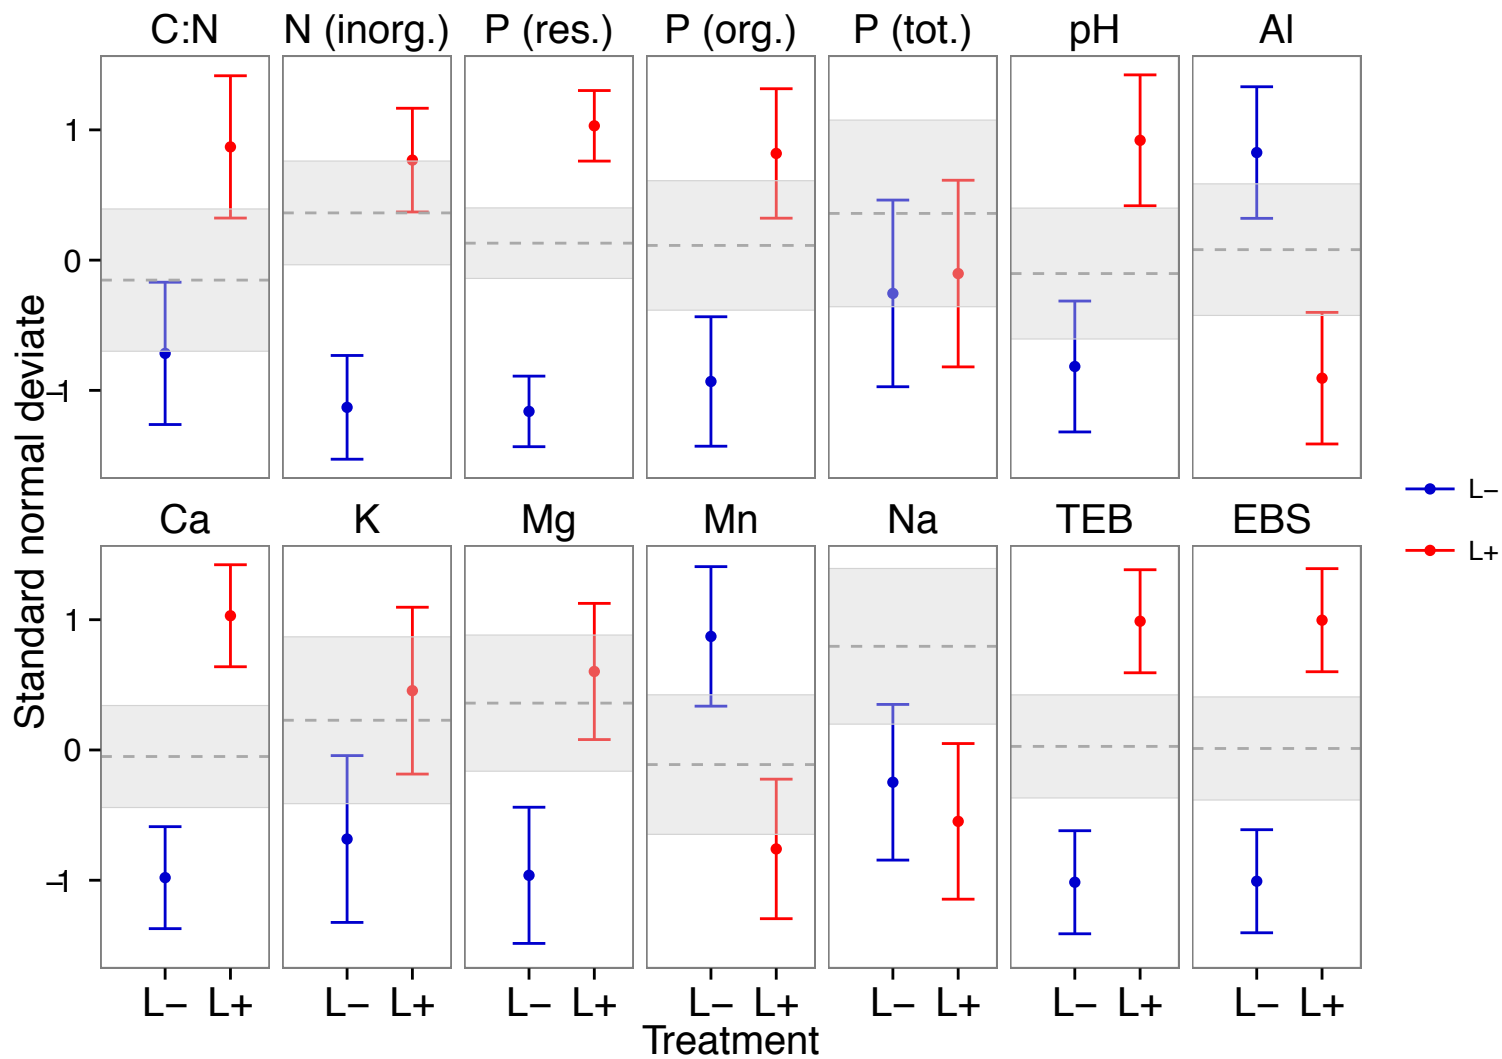 C:N N (inorg.) P (res.) P (org.) P (tot.) pH Al
1
0
−1
Standard normal deviate
L−
L+
Ca K Mg Mn Na TEB EBS
1
0
−1
L− L+ L− L+ L− L+ L− L+ L− L+ L− L+ L− L+
Treatment